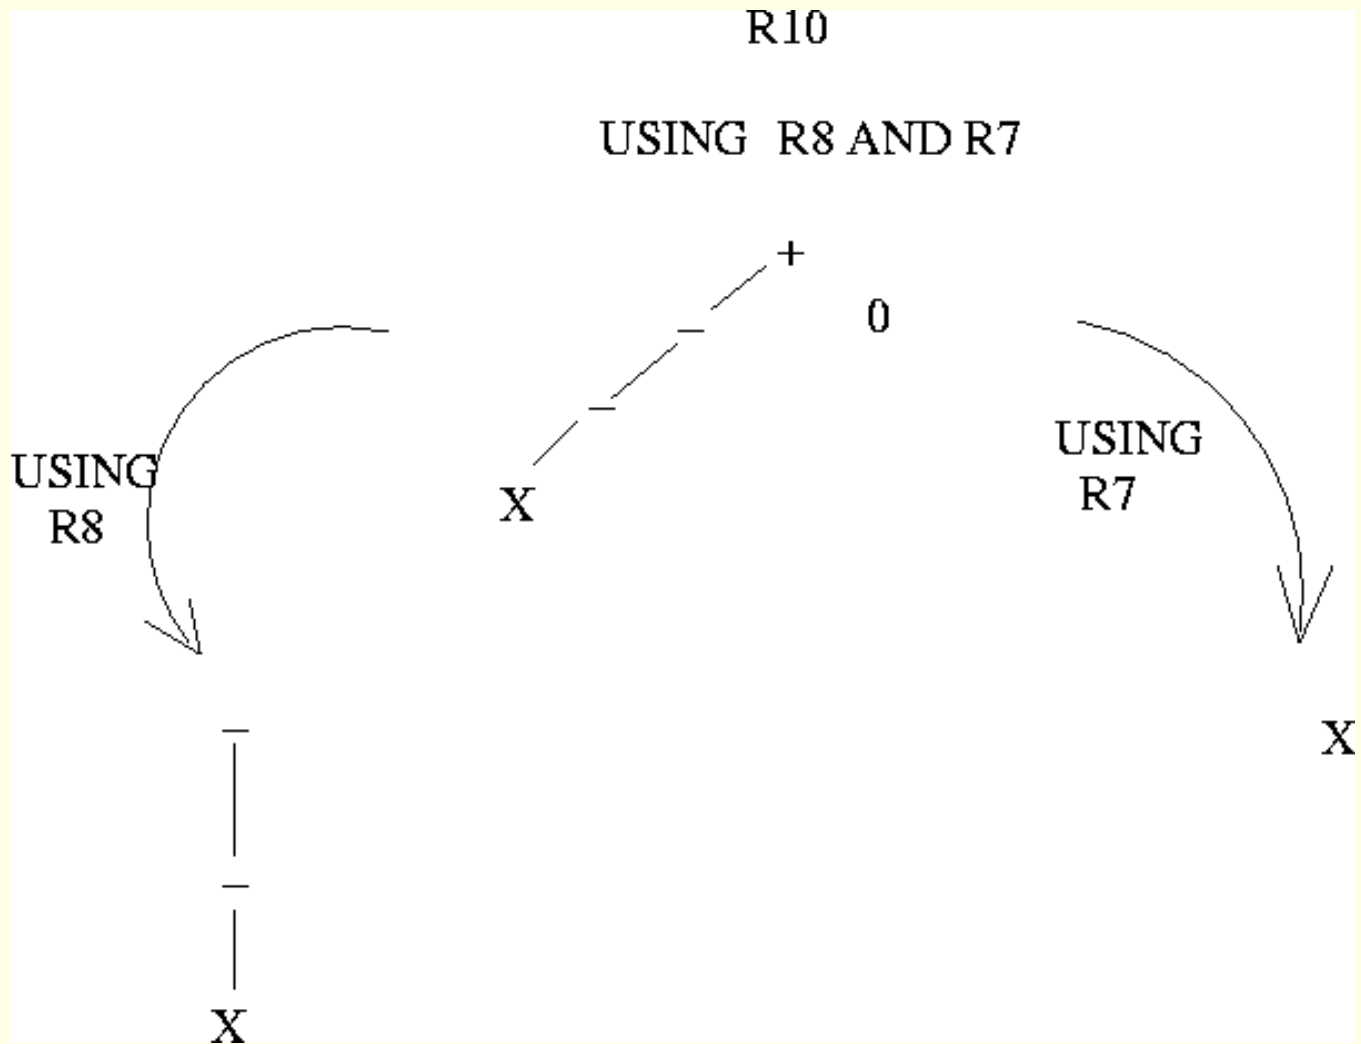 R10
USING R8 AND R7
+
— 0
—
X
USING
R8
USING
R7
—
—
X
X